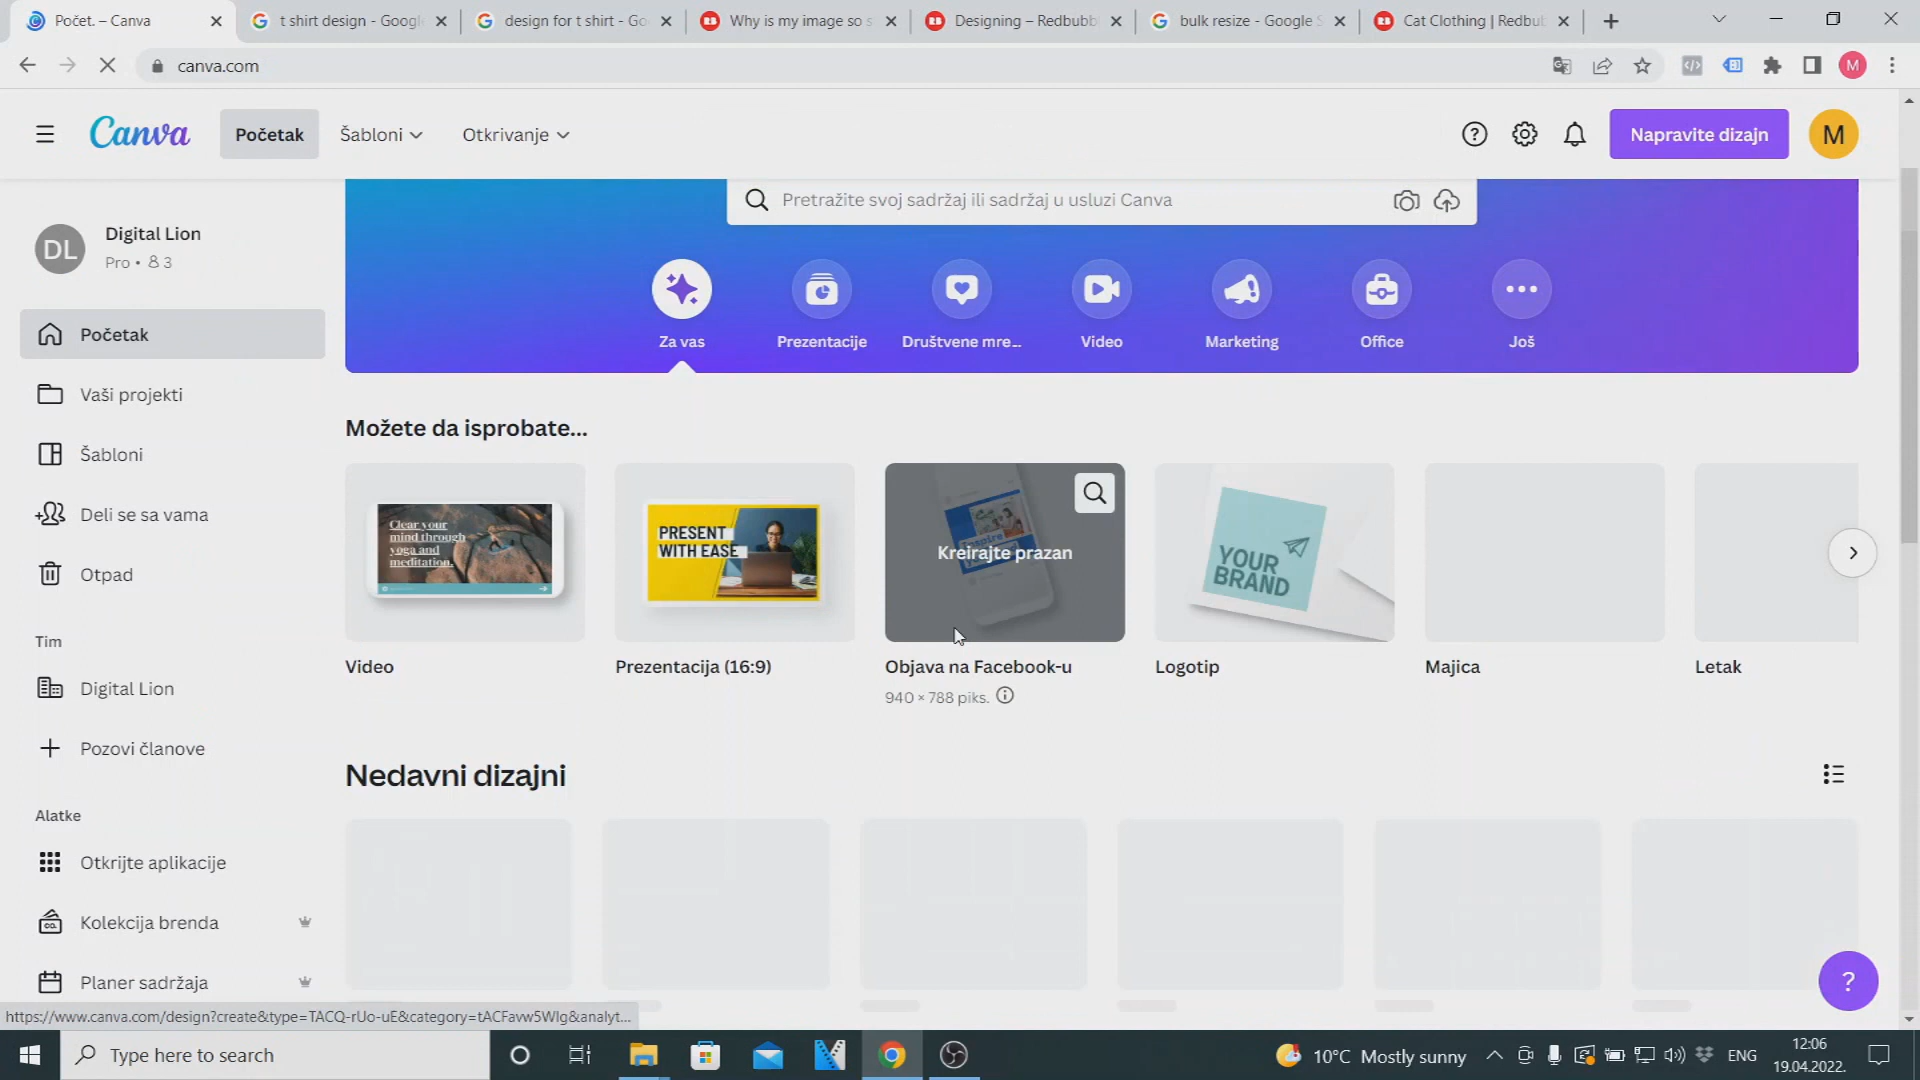 Počet. – Canva
t shirt design - Googl
design for t shirt - Go
Why is my image so s
Designing – Redbubb
bulk resize - Google S
Cat Clothing | Redbub
canva.com
M
Canva
Početak
Šabloni
Otkrivanje
Napravite dizajn
M
Pretražite svoj sadržaj ili sadržaj u usluzi Canva
DL
Digital Lion
Pro • 3
Za vas
Prezentacije
Društvene mre...
Video
Marketing
Office
Još
Početak
Vaši projekti
Šabloni
Deli se sa vama
Otpad
Tim
Digital Lion
Pozovi članove
Alatke
Otkrijte aplikacije
Kolekcija brenda
Planer sadržaja
Možete da isprobate...
Clear your
mind through
yoga and
meditation.
PRESENT
WITH EASE
Kreirajte prazan
YOUR
BRAND
Video
Prezentacija (16:9)
Objava na Facebook-u
940 × 788 piks.
Logotip
Majica
Letak
Nedavni dizajni
?
https://www.canva.com/design?create&type=TACQ-rUo-uE&category=tACFavw5WIg&analyt...
Type here to search
10°C Mostly sunny
ENG
12:06
19.04.2022.